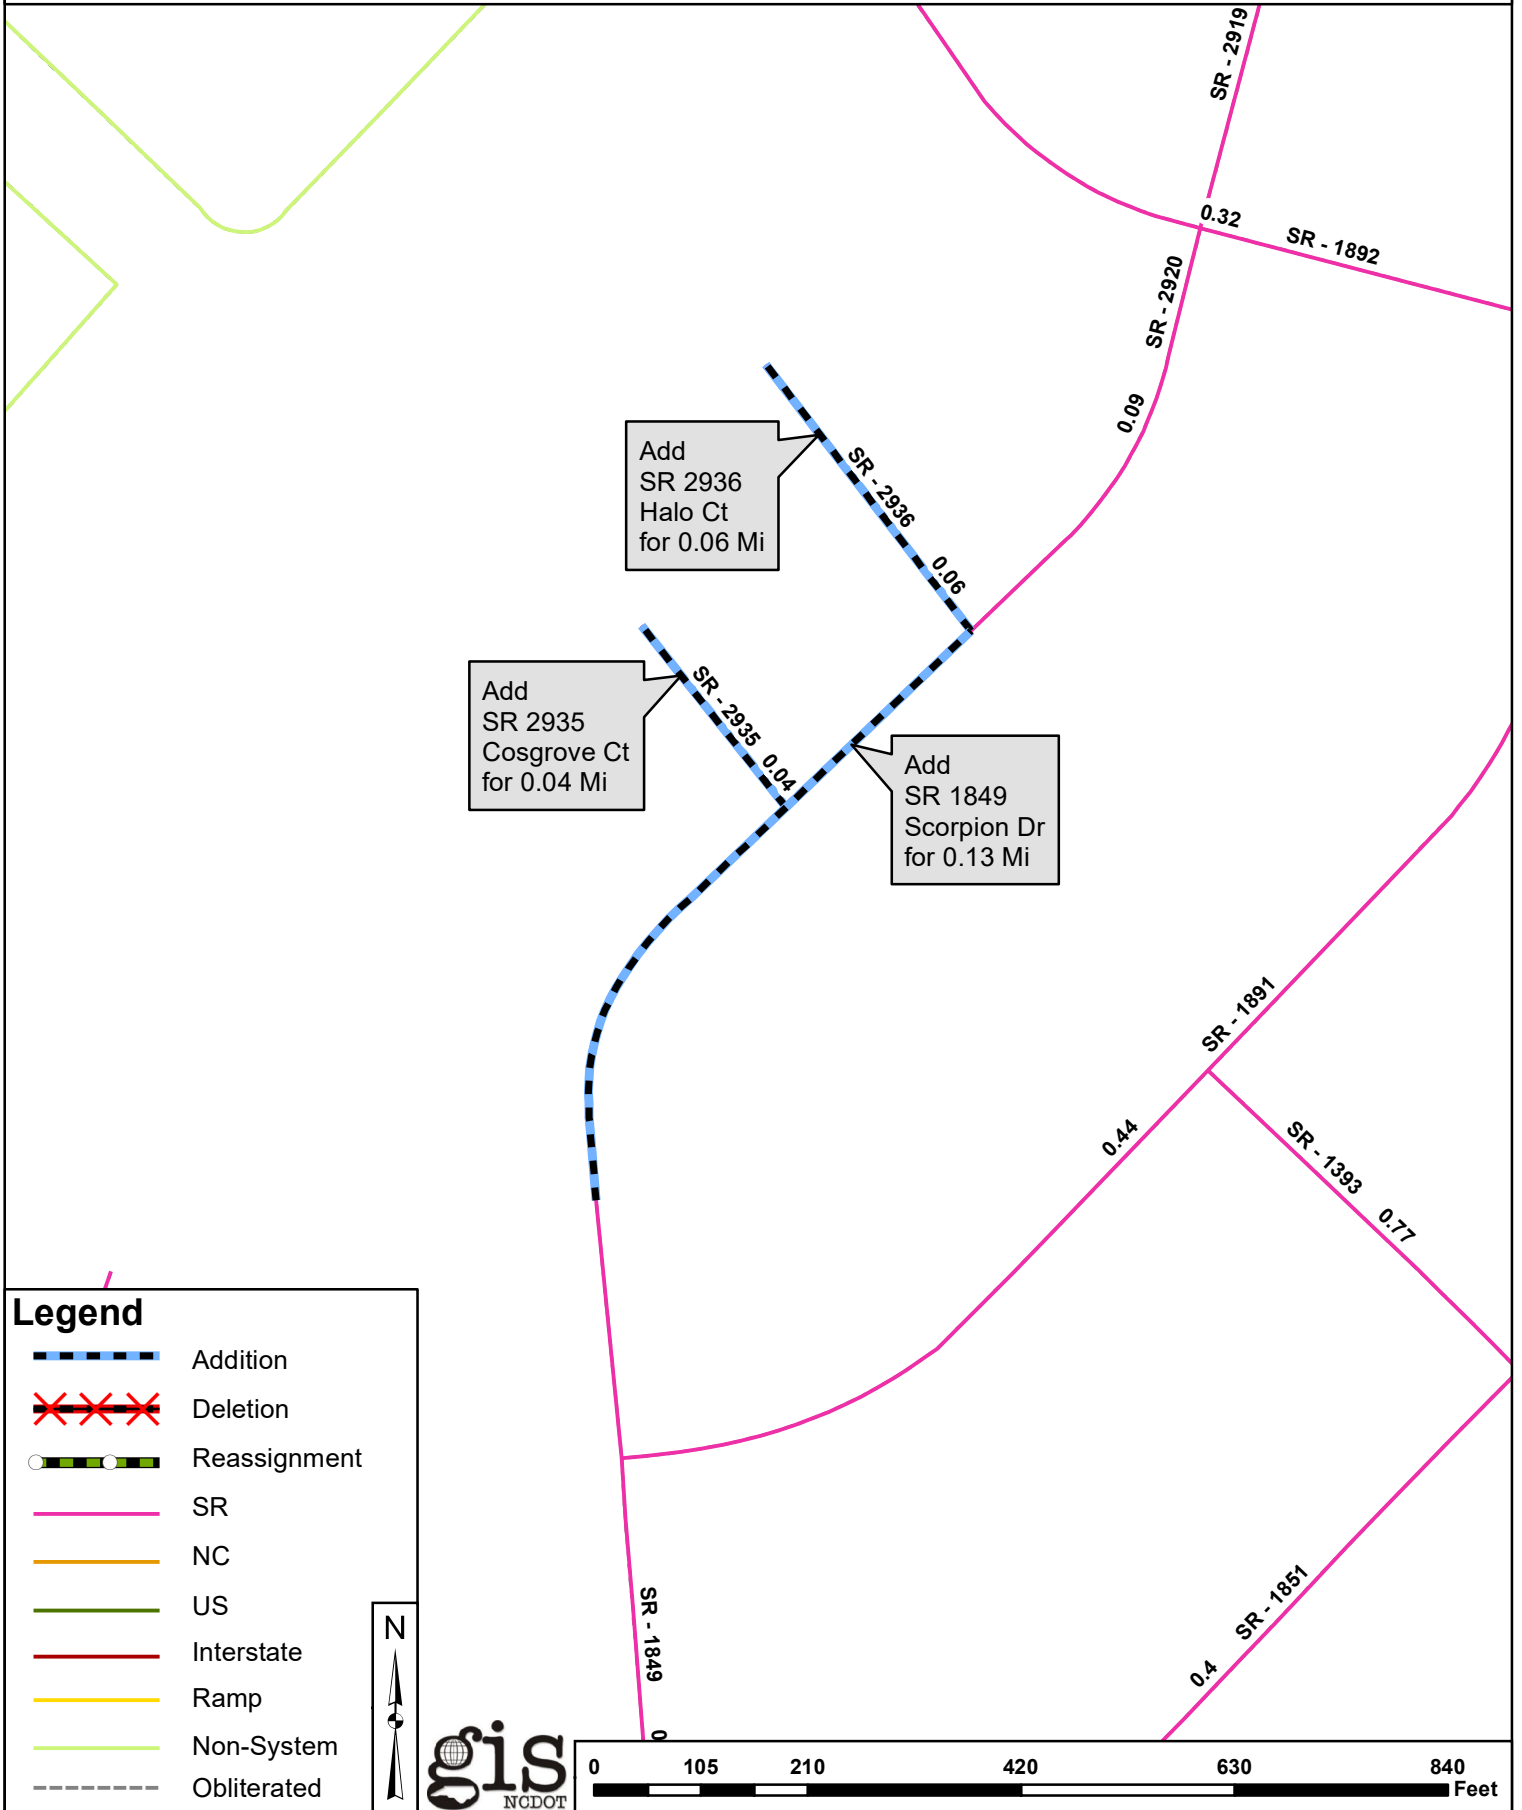 SR - 2919
0.32
SR - 1892
SR - 2920
0.09
Add
SR 2936
Halo Ct
for 0.06 Mi
SR - 2936
0.06
Add
SR 2935
Cosgrove Ct
for 0.04 Mi
SR - 2935
0.04
Add
SR 1849
Scorpion Dr
for 0.13 Mi
SR - 1891
0.44
SR - 1393
0.77
SR - 1851
0.4
SR - 1849
Legend
Addition
Deletion
Reassignment
SR
NC
US
Interstate
Ramp
Non-System
Obliterated
N
gis
NCDOT
0 105 210 420 630 840
Feet